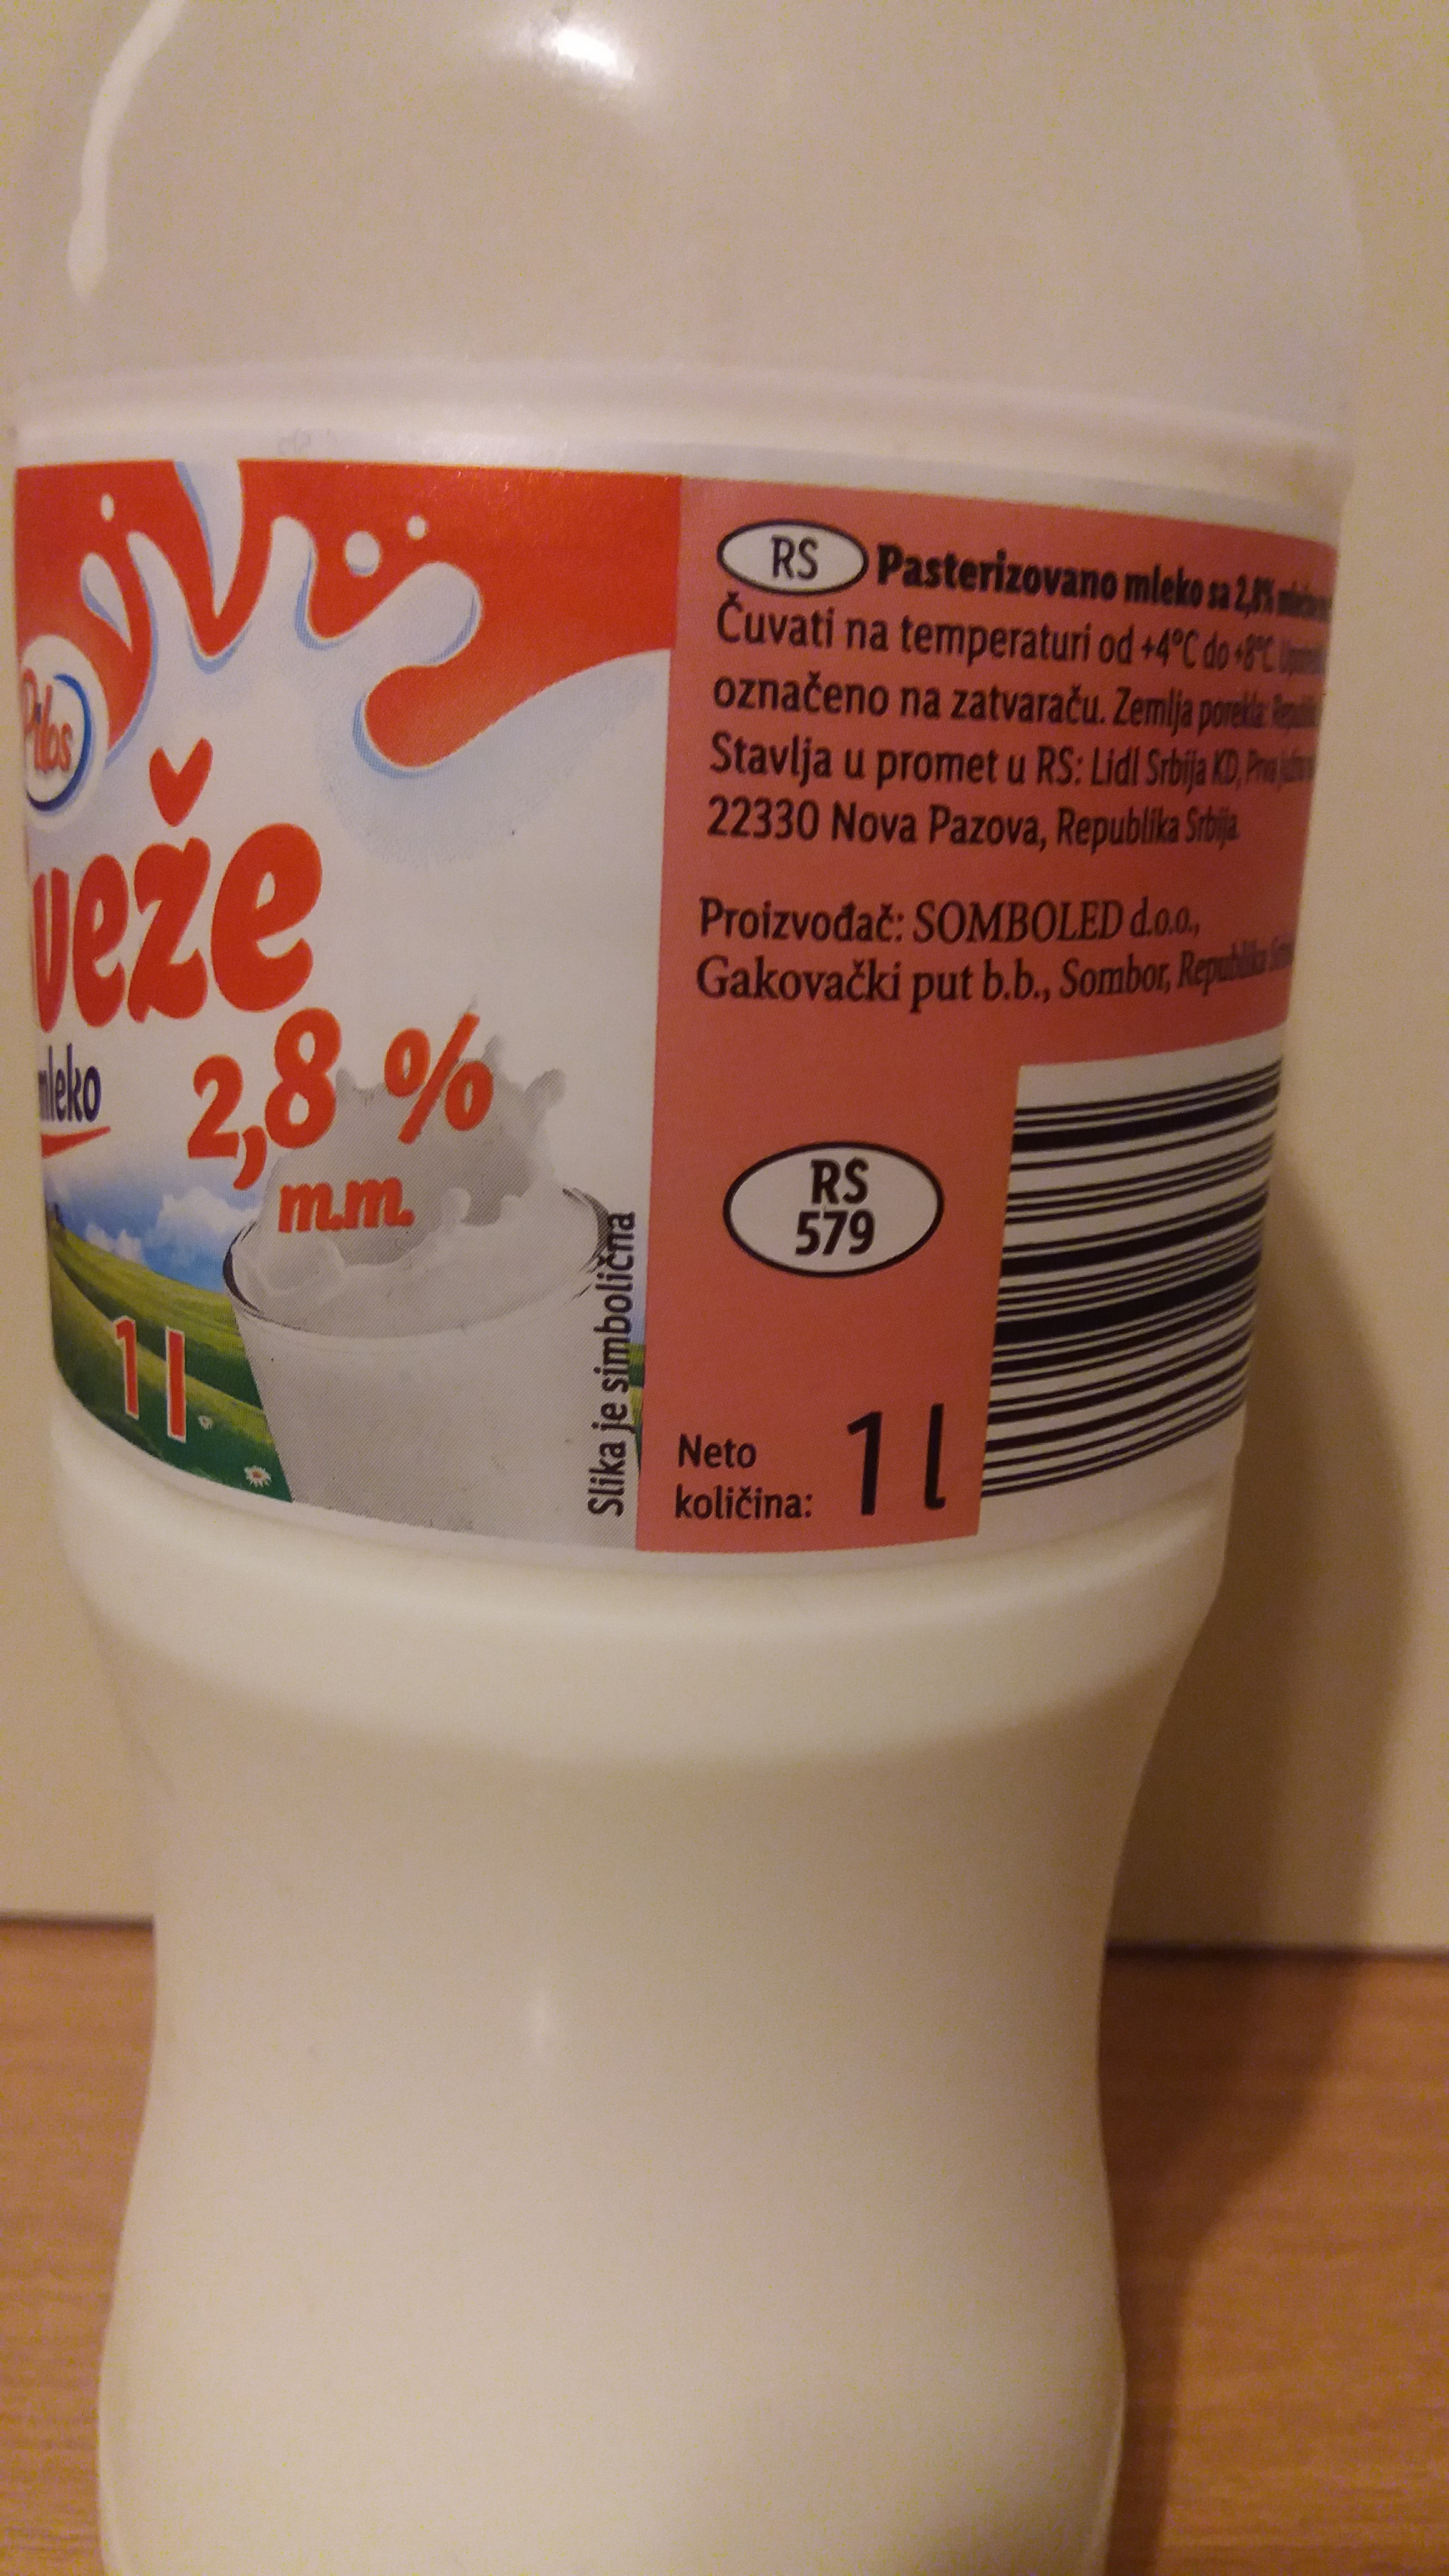 Pilos
veže
mleko
2,8 %
m.m.
1 l
Slika je simbolična
RS Pasterizovano mleko sa 2,8%
Čuvati na temperaturi od +4°C do +8°C.
označeno na zatvaraču. Zemlja porekla:
Stavlja u promet u RS: Lidl Srbija KD, Prva
22330 Nova Pazova, Republika Srbija
Proizvođač: SOMBOLED d.o.o.,
Gakovački put b.b., Sombor, Republika
RS
579
Neto
količina: 1 l